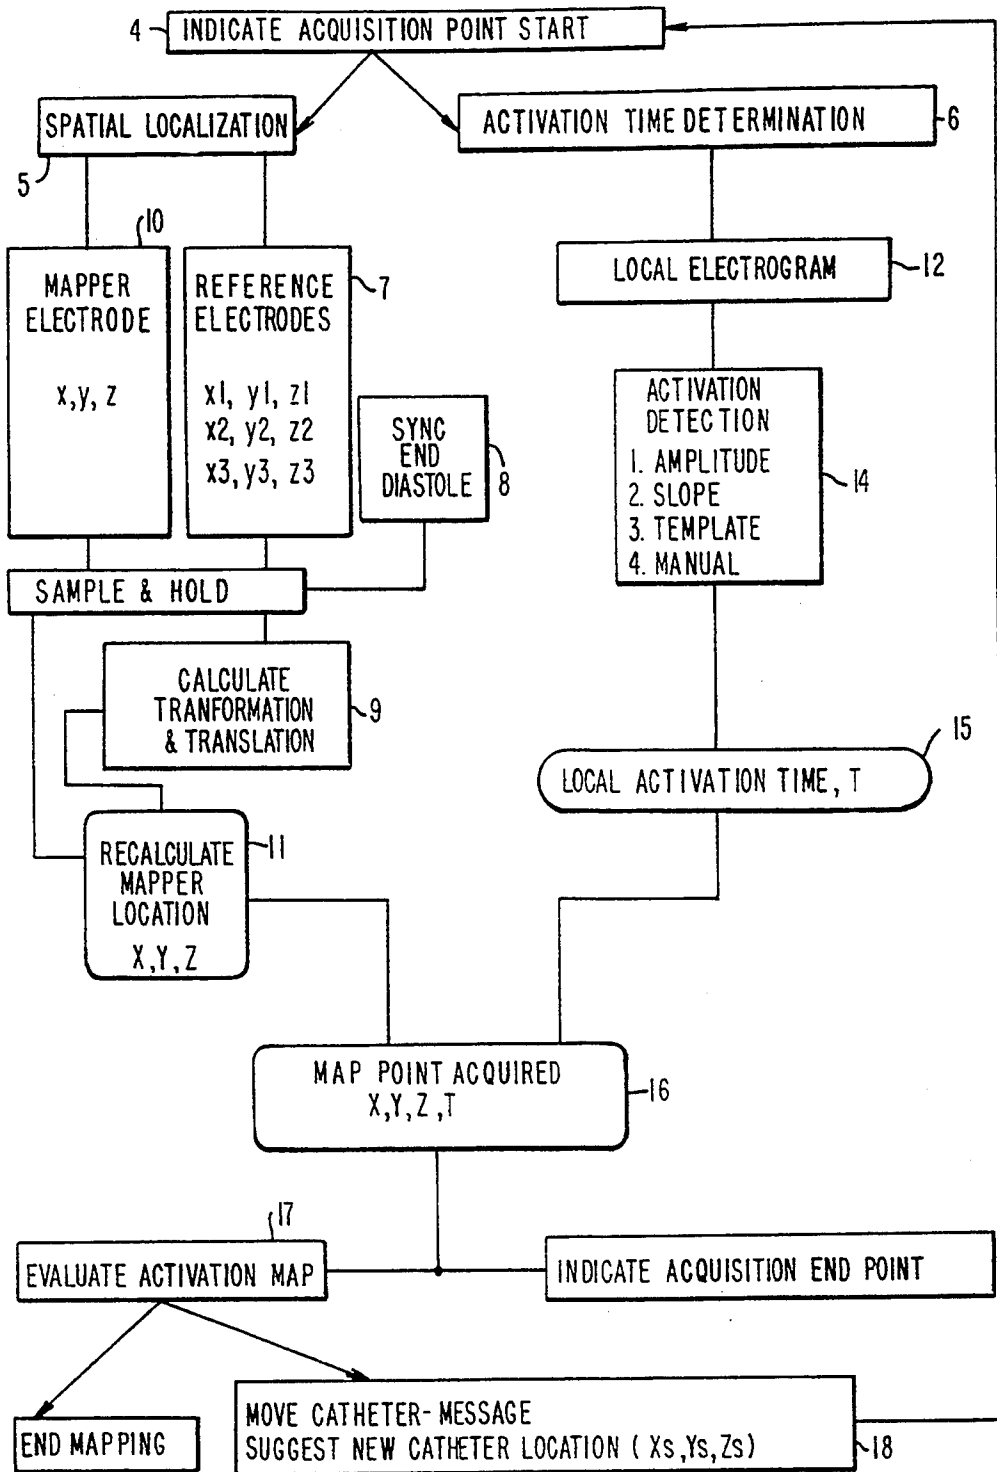 4 INDICATE ACQUISITION POINT START
SPATIAL LOCALIZATION
5
ACTIVATION TIME DETERMINATION
6
10
MAPPER
ELECTRODE
x,y,z
REFERENCE
ELECTRODES
7
x1, y1, z1
x2, y2, z2
x3, y3, z3
SYNC
END
DIASTOLE
8
LOCAL ELECTROGRAM
12
ACTIVATION
DETECTION
1. AMPLITUDE
2. SLOPE
3. TEMPLATE
4. MANUAL
14
SAMPLE & HOLD
CALCULATE
TRANFORMATION
& TRANSLATION
9
15
LOCAL ACTIVATION TIME, T
11
RECALCULATE
MAPPER
LOCATION
X,Y,Z
MAP POINT ACQUIRED
X,Y,Z,T
16
17
EVALUATE ACTIVATION MAP
INDICATE ACQUISITION END POINT
END MAPPING
MOVE CATHETER-MESSAGE
SUGGEST NEW CATHETER LOCATION (Xs,Ys,Zs)
18